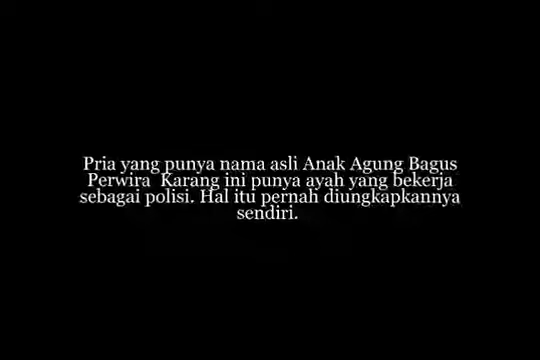 Pria yang punya nama asli Anak Agung Bagus
Perwira  Karang ini punya ayah yang bekerja
sebagai polisi. Hal itu pernah diungkapkannya
sendiri.